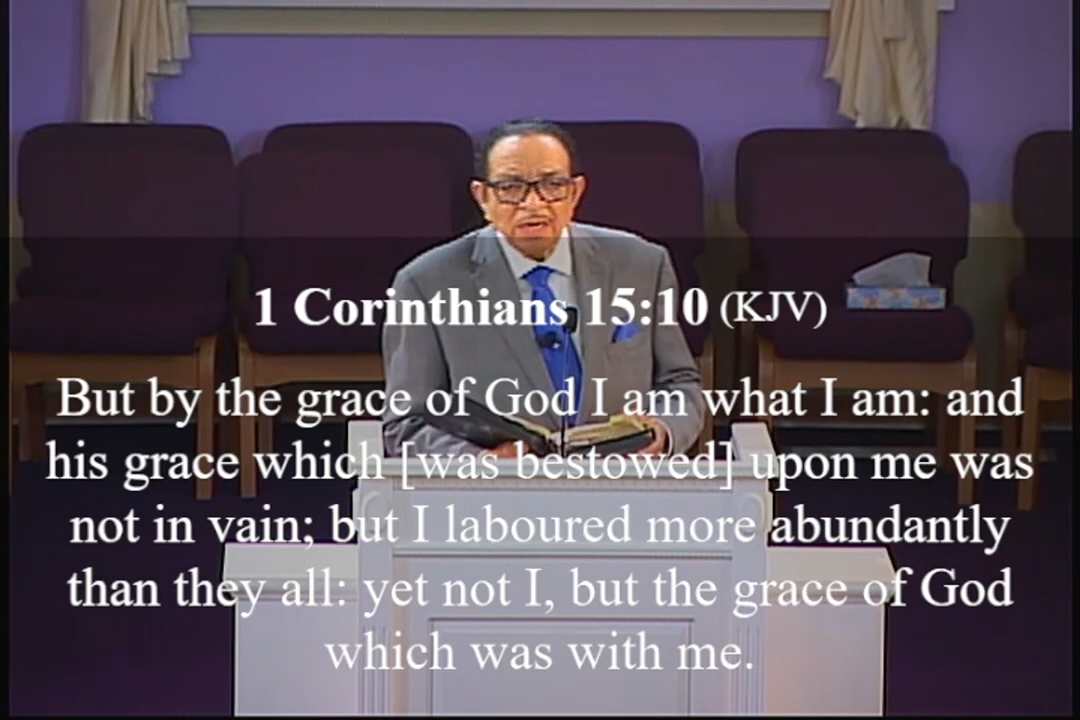 1 Corinthians 15:10 (KJV)
But by the grace of God I am what I am: and
his grace which [was bestowed] upon me was
not in vain; but I laboured more abundantly
than they all: yet not I, but the grace of God
which was with me.